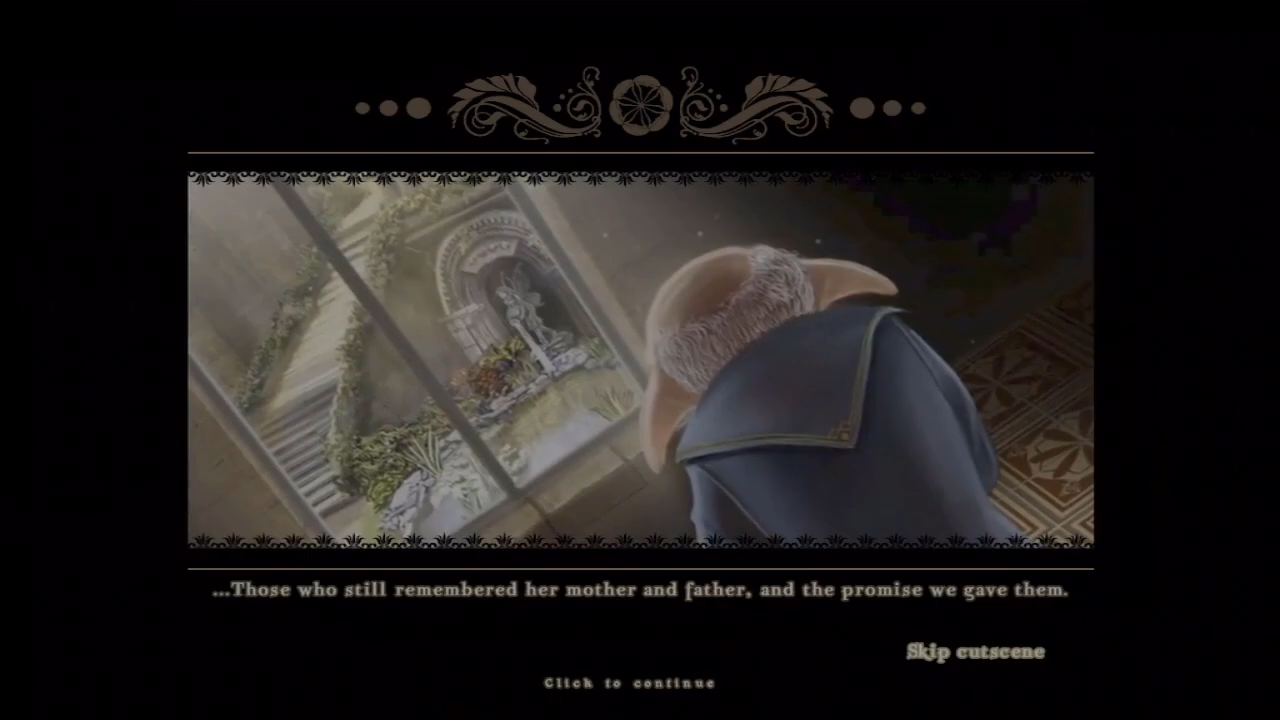 ...Those who still remembered her mother and father, and the promise we gave them.
Skip cutscene
Click to continue